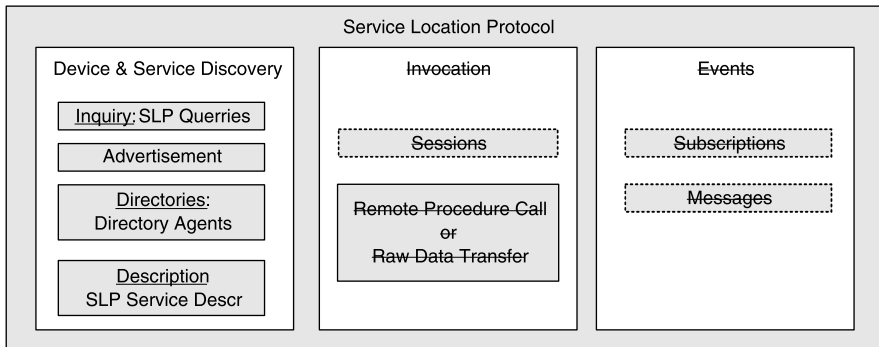 Service Location Protocol
Device & Service Discovery
Inquiry: SLP Querries
Advertisement
Directories:
Directory Agents
Description
SLP Service Descr
Invocation
Sessions
Remote Procedure Call
or
Raw Data Transfer
Events
Subscriptions
Messages